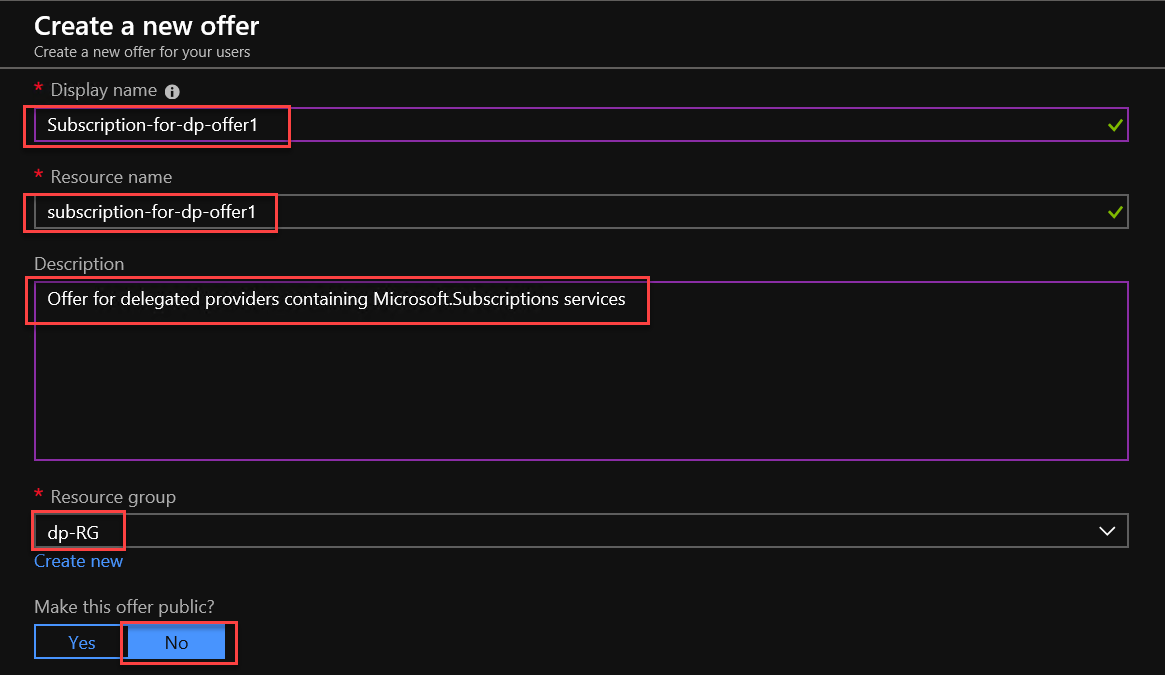 Create a new offer
Create a new offer for your users
* Display name
Subscription-for-dp-offer1
* Resource name
subscription-for-dp-offer1
Description
Offer for delegated providers containing Microsoft.Subscriptions services
* Resource group
dp-RG
Create new
Make this offer public?
Yes No